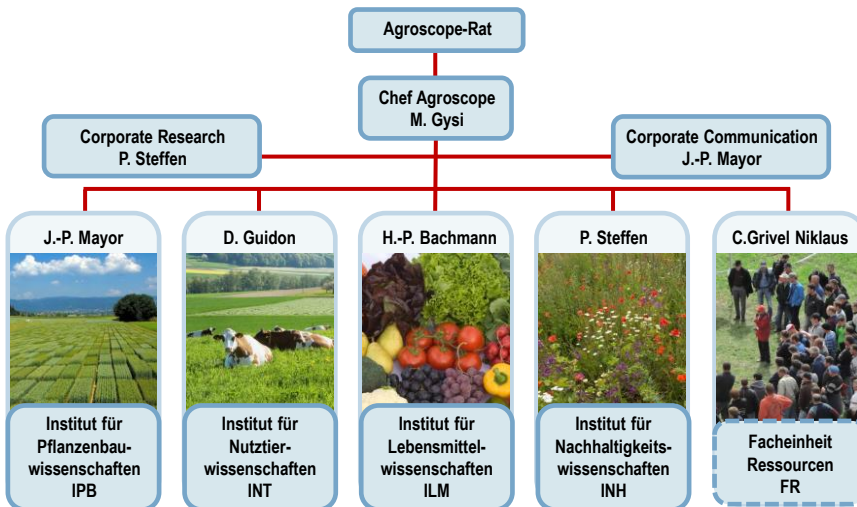 Agroscope-Rat
Chef Agroscope
M. Gysi
Corporate Research
P. Steffen
Corporate Communication
J.-P. Mayor
J.-P. Mayor
D. Guidon
H.-P. Bachmann
P. Steffen
C.Grivel Niklaus
Institut für
Pflanzenbau-
wissenschaften
IPB
Institut für
Nutztier-
wissenschaften
INT
Institut für
Lebensmittel-
wissenschaften
ILM
Institut für
Nachhaltigkeits-
wissenschaften
INH
Facheinheit
Ressourcen
FR